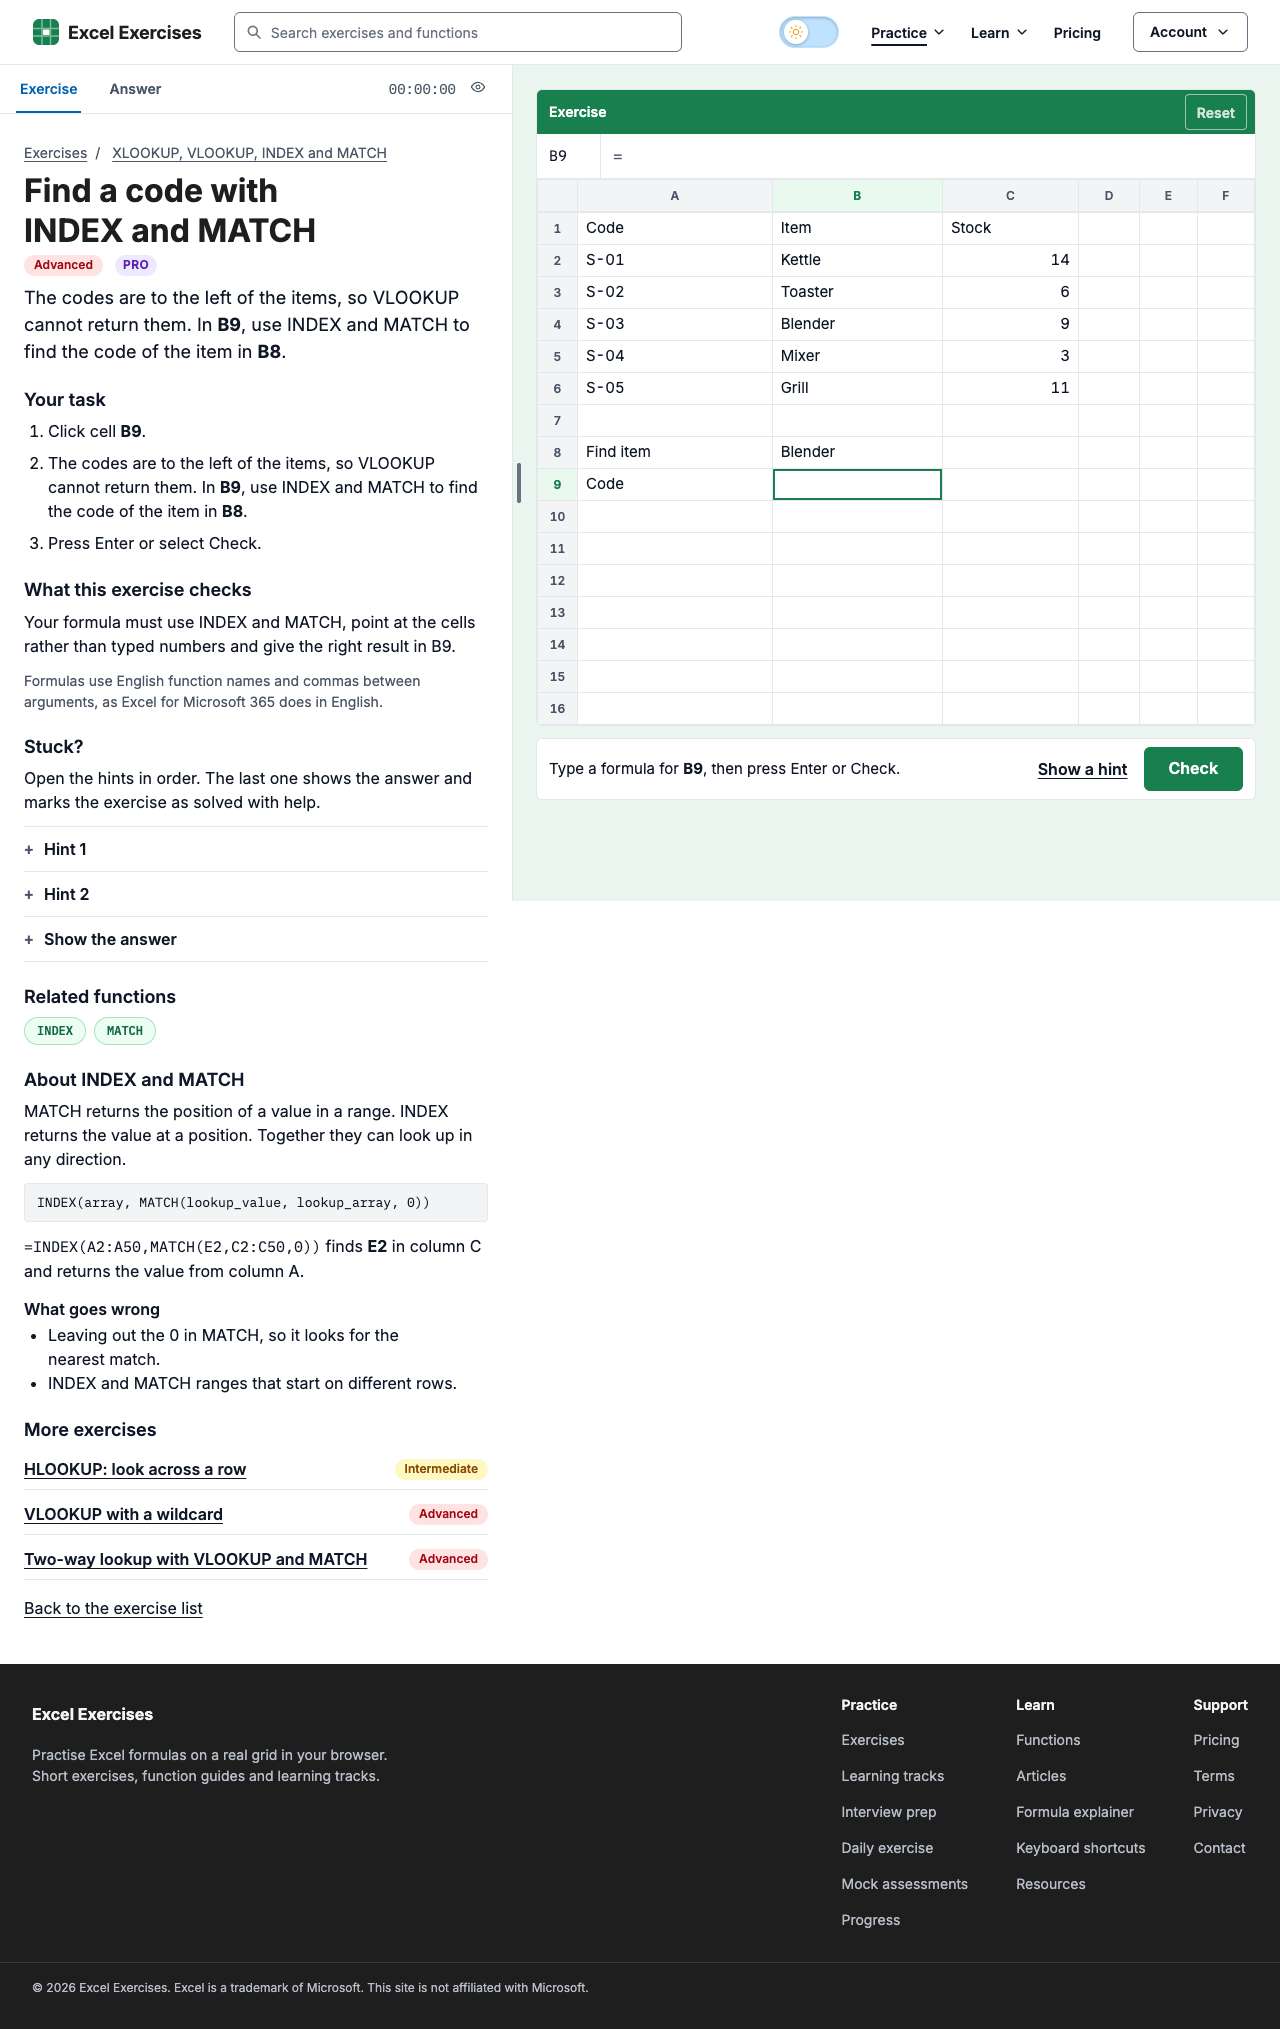 Excel Exercises
Search exercises and functions
Practice
Learn
Pricing
Account
Exercise
Answer
00:00:00
Exercises / XLOOKUP, VLOOKUP, INDEX and MATCH
Find a code with
INDEX and MATCH
Advanced
PRO
The codes are to the left of the items, so VLOOKUP
cannot return them. In B9, use INDEX and MATCH to
find the code of the item in B8.
Your task
1. Click cell B9.
2. The codes are to the left of the items, so VLOOKUP
cannot return them. In B9, use INDEX and MATCH to find
the code of the item in B8.
3. Press Enter or select Check.
What this exercise checks
Your formula must use INDEX and MATCH, point at the cells
rather than typed numbers and give the right result in B9.
Formulas use English function names and commas between
arguments, as Excel for Microsoft 365 does in English.
Stuck?
Open the hints in order. The last one shows the answer and
marks the exercise as solved with help.
+ Hint 1
+ Hint 2
+ Show the answer
Related functions
INDEX
MATCH
About INDEX and MATCH
MATCH returns the position of a value in a range. INDEX
returns the value at a position. Together they can look up in
any direction.
INDEX(array, MATCH(lookup_value, lookup_array, 0))
=INDEX(A2:A50,MATCH(E2,C2:C50,0)) finds E2 in column C
and returns the value from column A.
What goes wrong
• Leaving out the 0 in MATCH, so it looks for the
nearest match.
• INDEX and MATCH ranges that start on different rows.
More exercises
HLOOKUP: look across a row
Intermediate
VLOOKUP with a wildcard
Advanced
Two-way lookup with VLOOKUP and MATCH
Advanced
Back to the exercise list
Exercise
Reset
B9 =
A B C D E F
1 Code Item Stock
2 S-01 Kettle 14
3 S-02 Toaster 6
4 S-03 Blender 9
5 S-04 Mixer 3
6 S-05 Grill 11
7
8 Find item Blender
9 Code
10
11
12
13
14
15
16
Type a formula for B9, then press Enter or Check.
Show a hint
Check
Excel Exercises
Practise Excel formulas on a real grid in your browser.
Short exercises, function guides and learning tracks.
Practice
Exercises
Learning tracks
Interview prep
Daily exercise
Mock assessments
Progress
Learn
Functions
Articles
Formula explainer
Keyboard shortcuts
Resources
Support
Pricing
Terms
Privacy
Contact
© 2026 Excel Exercises. Excel is a trademark of Microsoft. This site is not affiliated with Microsoft.